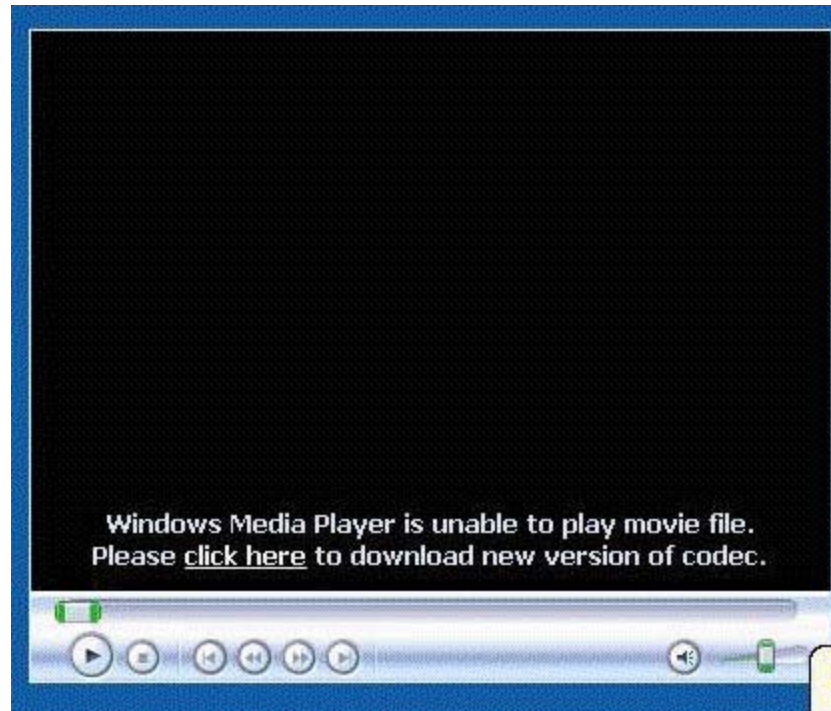 Windows Media Player is unable to play movie file.
Please click here to download new version of codec.